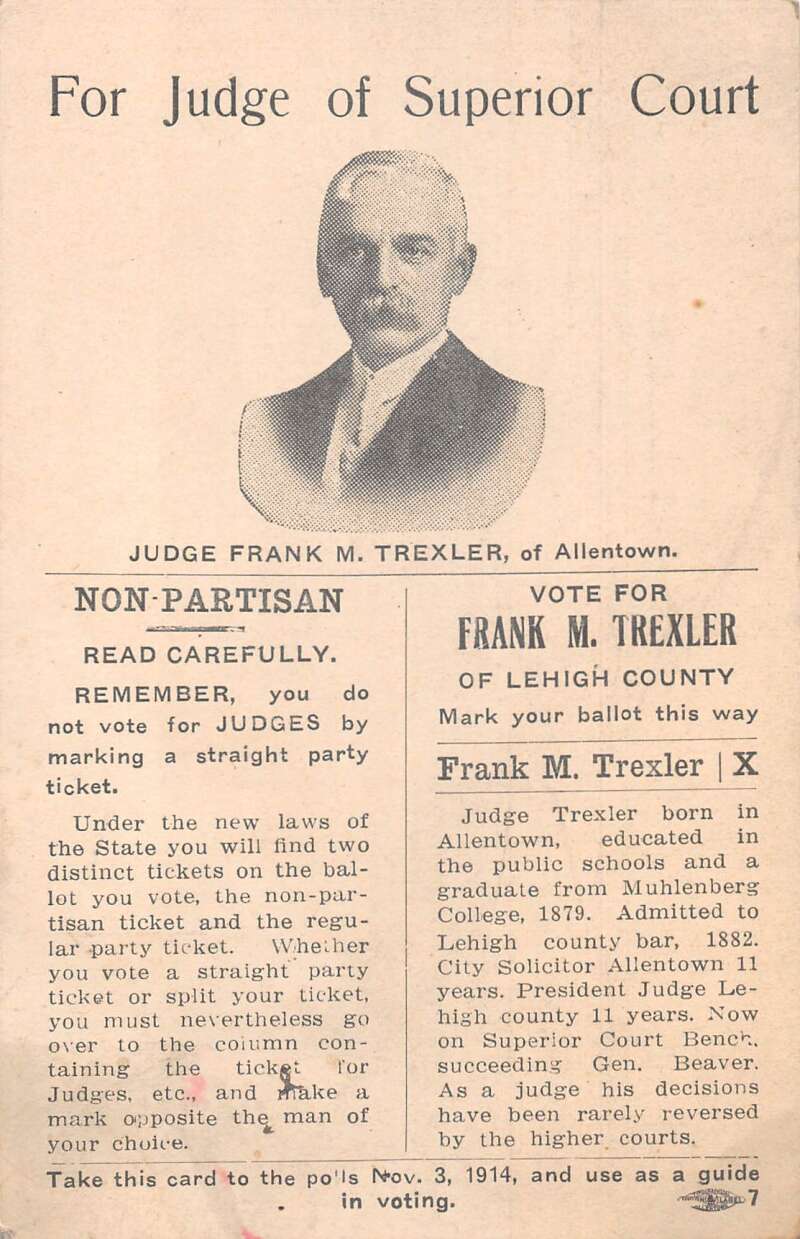 For Judge of Superior Court
JUDGE FRANK M. TREXLER, of Allentown.
NON-PARTISAN
READ CAREFULLY.
REMEMBER, you do
not vote for JUDGES by
marking a straight party
ticket.
Under the new laws of
the State you will find two
distinct tickets on the bal-
lot you vote, the non-par-
tisan ticket and the regu-
lar party ticket. Whether
you vote a straight party
ticket or split your ticket,
you must nevertheless go
over to the column con-
taining the ticket for
Judges, etc., and make a
mark opposite the man of
your choice.
VOTE FOR
FRANK M. TREXLER
OF LEHIGH COUNTY
Mark your ballot this way
Frank M. Trexler | X
Judge Trexler born in
Allentown, educated in
the public schools and a
graduate from Muhlenberg
College, 1879. Admitted to
Lehigh county bar, 1882.
City Solicitor Allentown 11
years. President Judge Le-
high county 11 years. Now
on Superior Court Bench,
succeeding Gen. Beaver.
As a judge his decisions
have been rarely reversed
by the higher courts.
Take this card to the polls Nov. 3, 1914, and use as a guide
in voting.
7